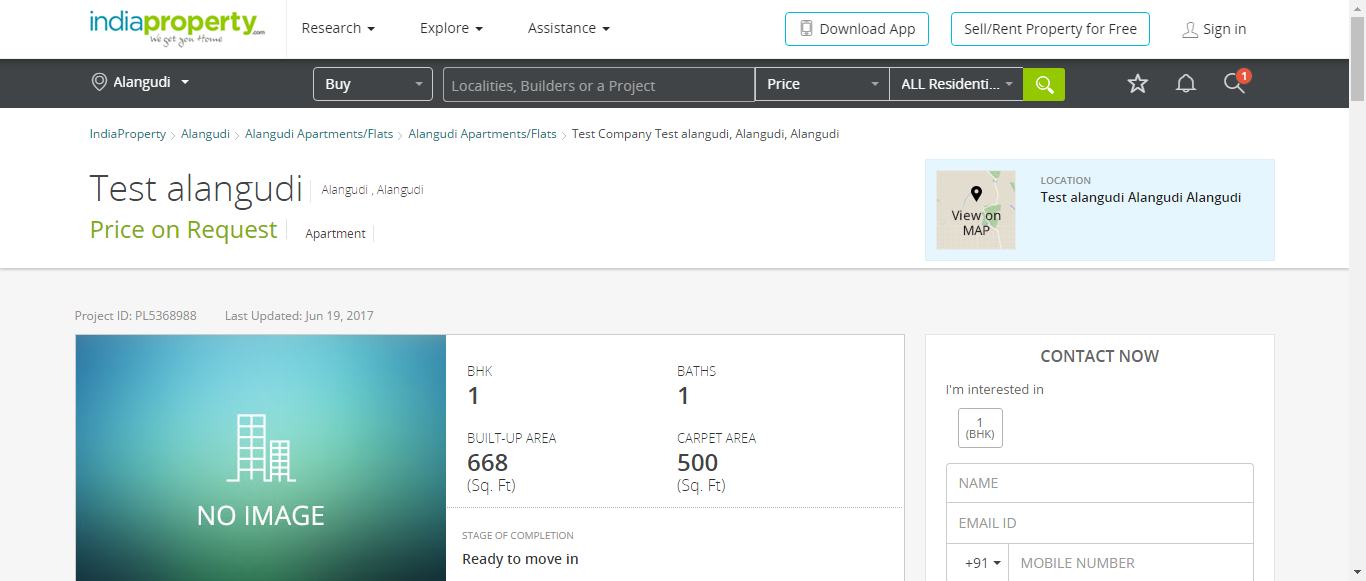 indiaproperty.com
We get you Home
Research
Explore
Assistance
Download App
Sell/Rent Property for Free
Sign in
Alangudi
Buy
Localities, Builders or a Project
Price
ALL Residenti...
1
IndiaProperty > Alangudi > Alangudi Apartments/Flats > Alangudi Apartments/Flats > Test Company Test alangudi, Alangudi, Alangudi
Test alangudi
Alangudi , Alangudi
Price on Request
Apartment
View on
MAP
LOCATION
Test alangudi Alangudi Alangudi
Project ID: PL5368988
Last Updated: Jun 19, 2017
NO IMAGE
BHK
1
BATHS
1
BUILT-UP AREA
668
(Sq. Ft)
CARPET AREA
500
(Sq. Ft)
STAGE OF COMPLETION
Ready to move in
CONTACT NOW
I'm interested in
1
(BHK)
NAME
EMAIL ID
+91
MOBILE NUMBER